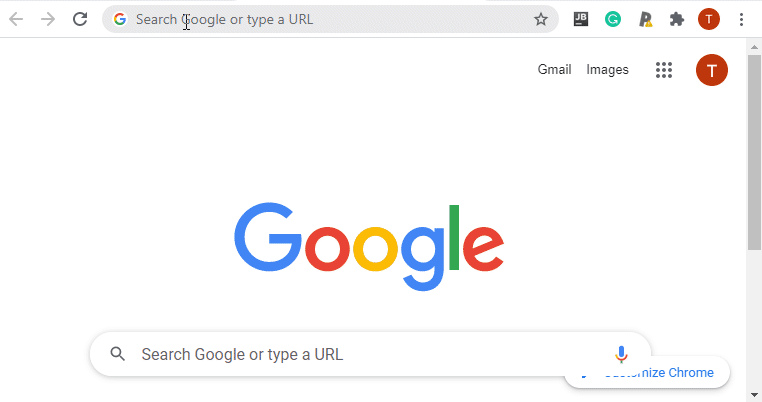 Search Google or type a URL
JB
T
Gmail Images
T
Google
Search Google or type a URL
Customize Chrome